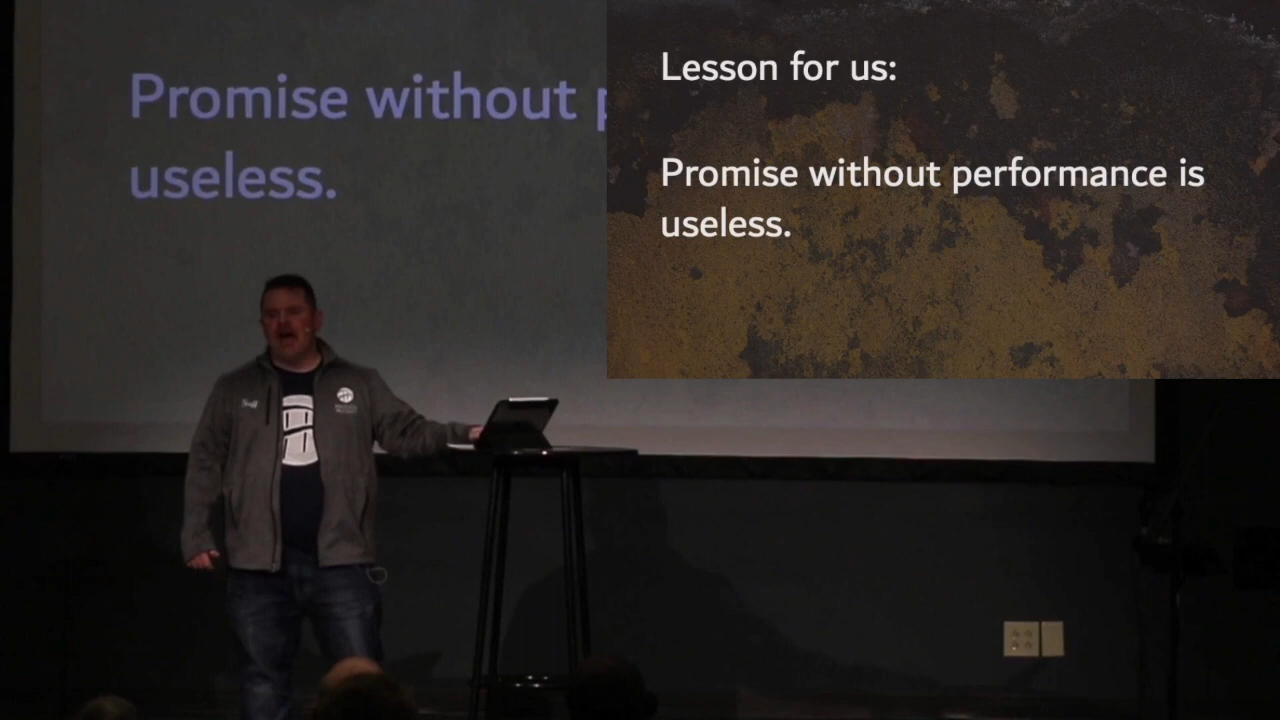 Promise without
useless.
Lesson for us:
Promise without performance is
useless.